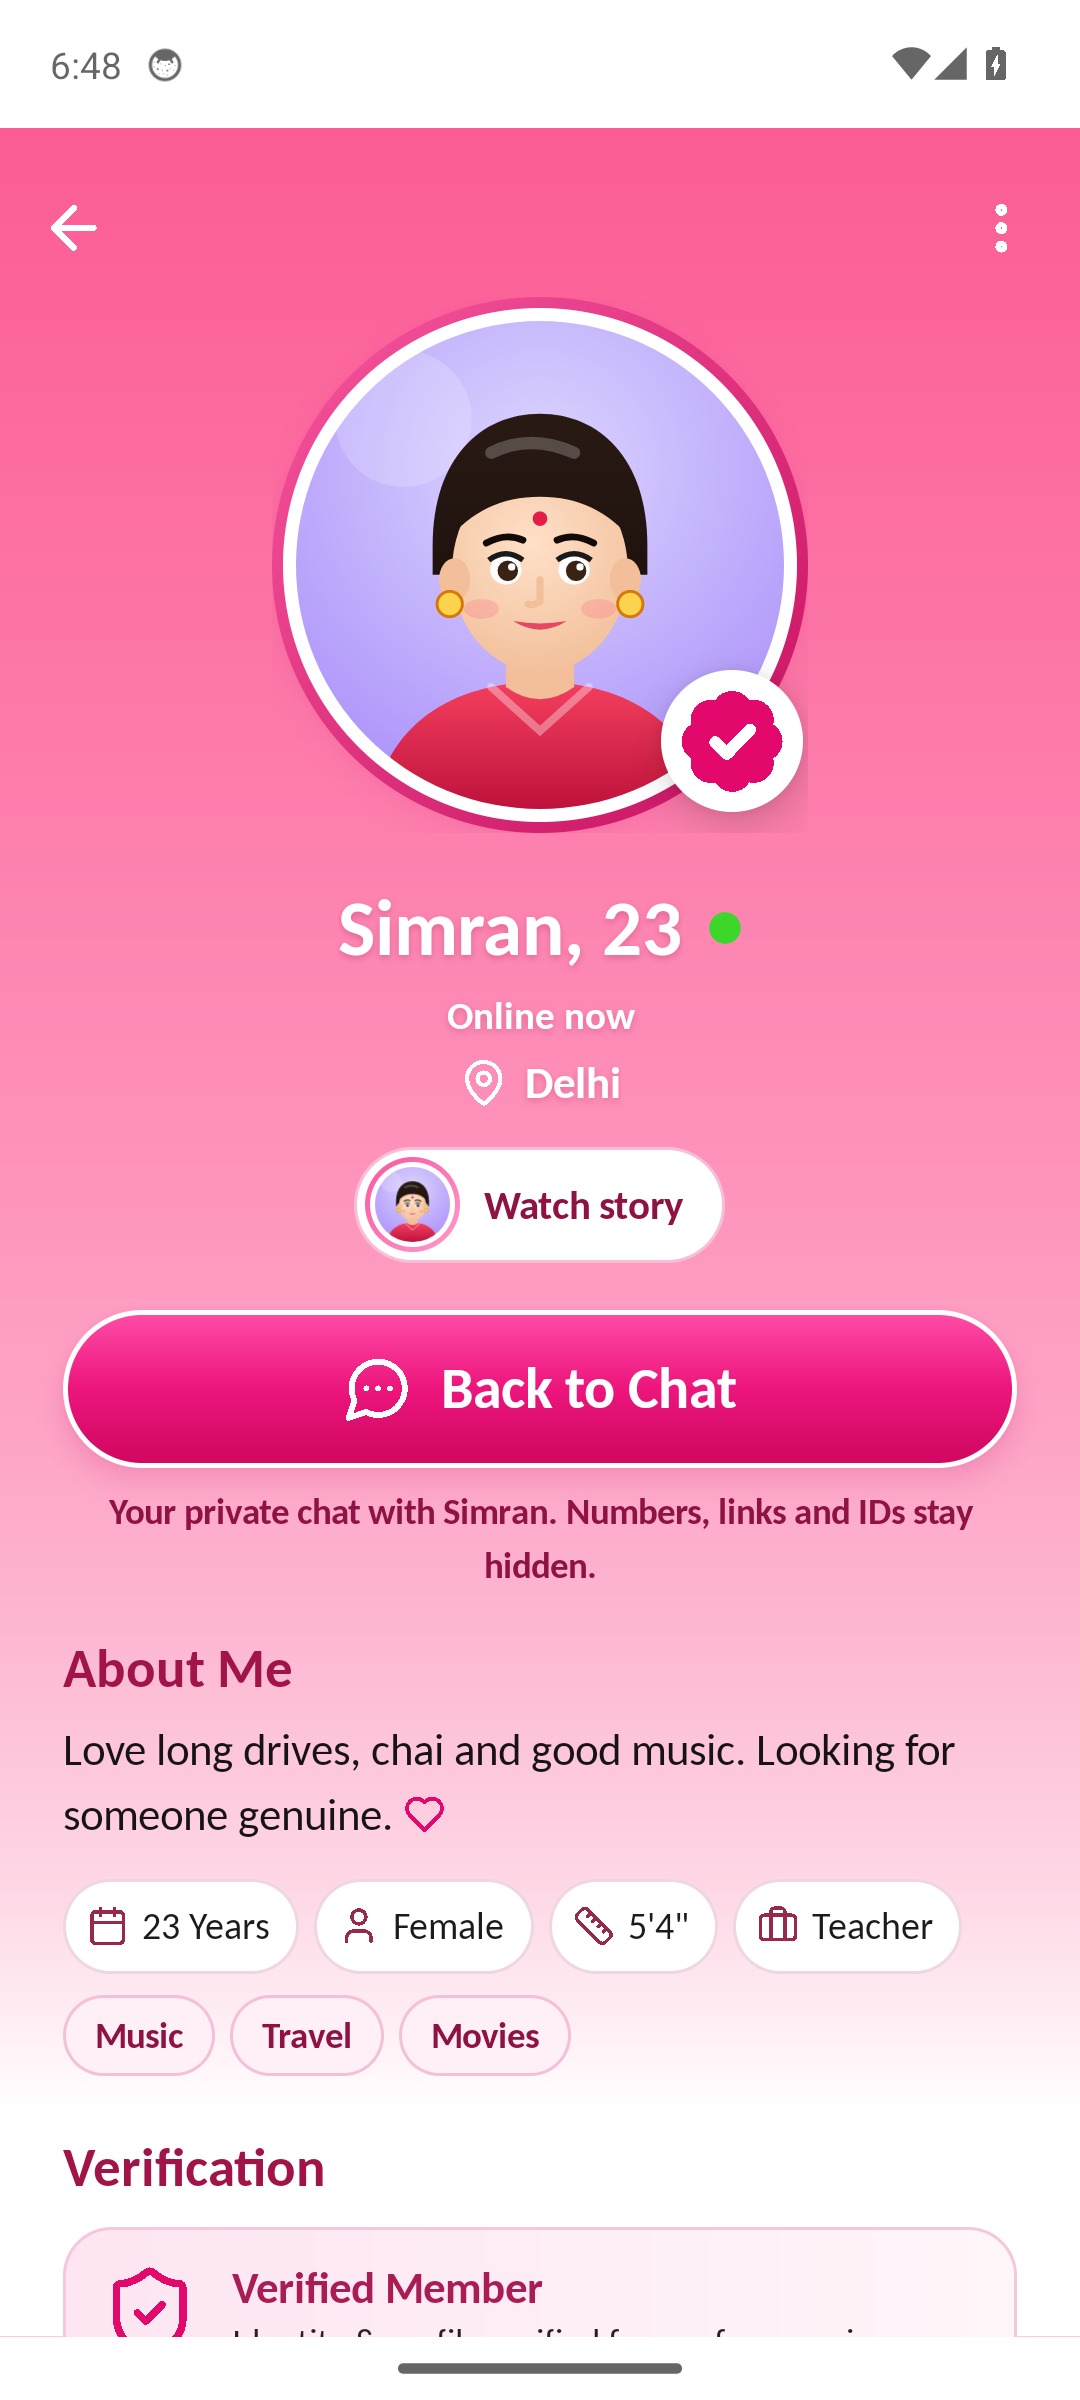 6:48
Simran, 23
Online now
Delhi
Watch story
Back to Chat
Your private chat with Simran. Numbers, links and IDs stay
hidden.
About Me
Love long drives, chai and good music. Looking for
someone genuine.
23 Years
Female
5'4"
Teacher
Music
Travel
Movies
Verification
Verified Member